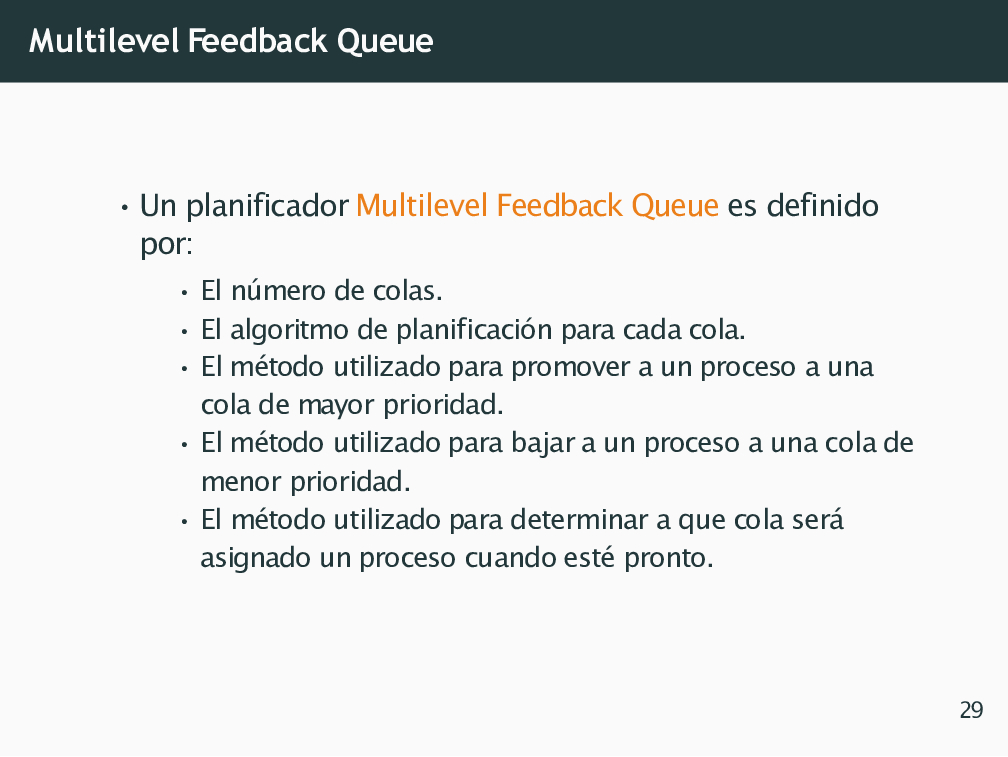 Multilevel Feedback Queue
• Un planificador Multilevel Feedback Queue es definido
por:
• El número de colas.
• El algoritmo de planificación para cada cola.
• El método utilizado para promover a un proceso a una
cola de mayor prioridad.
• El método utilizado para bajar a un proceso a una cola de
menor prioridad.
• El método utilizado para determinar a que cola será
asignado un proceso cuando esté pronto.
29